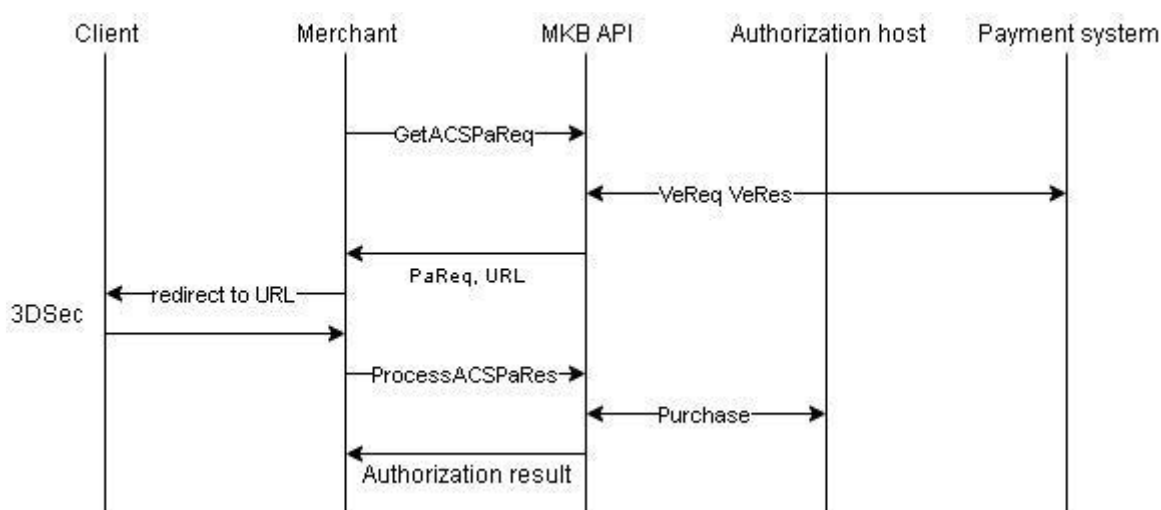 Client
Merchant
MKB API
Authorization host
Payment system
GetACSPaReq
VeReq VeRes
PaReq, URL
redirect to URL
3DSec
ProcessACSPaRes
Purchase
Authorization result